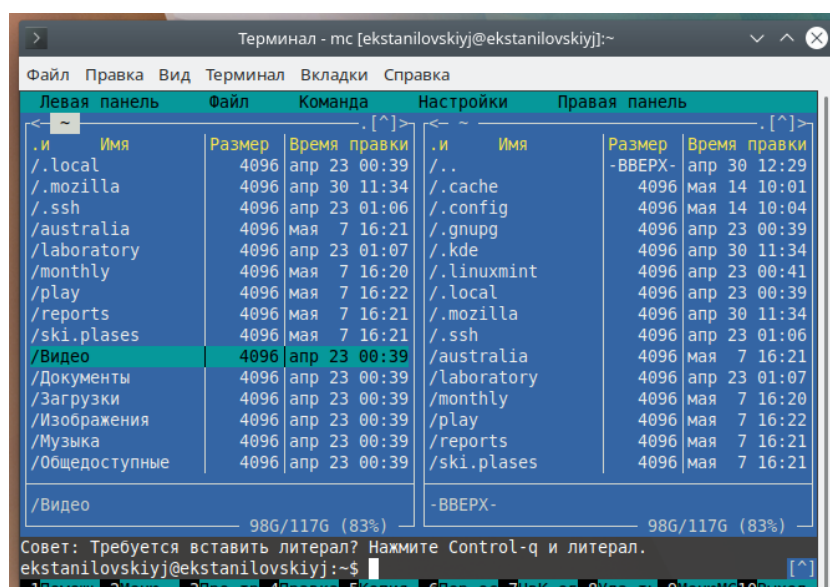 Терминал - mc [ekstanilovskiyj@ekstanilovskiyj]:~
Файл Правка Вид Терминал Вкладки Справка
Левая панель Файл Команда Настройки Правая панель
<- ~ .[^]> <- ~ .[^]>
.и Имя Размер Время правки .и Имя Размер Время правки
/.local 4096 апр 23 00:39 /.. -ВВЕРХ- апр 30 12:29
/.mozilla 4096 апр 30 11:34 /.cache 4096 мая 14 10:01
/.ssh 4096 апр 23 01:06 /.config 4096 мая 14 10:04
/australia 4096 мая 7 16:21 /.gnupg 4096 апр 23 00:39
/laboratory 4096 апр 23 01:07 /.kde 4096 апр 30 11:34
/monthly 4096 мая 7 16:20 /.linuxmint 4096 апр 23 00:41
/play 4096 мая 7 16:22 /.local 4096 апр 23 00:39
/reports 4096 мая 7 16:21 /.mozilla 4096 апр 30 11:34
/ski.plases 4096 мая 7 16:21 /.ssh 4096 апр 23 01:06
/Видео 4096 апр 23 00:39 /australia 4096 мая 7 16:21
/Документы 4096 апр 23 00:39 /laboratory 4096 апр 23 01:07
/Загрузки 4096 апр 23 00:39 /monthly 4096 мая 7 16:20
/Изображения 4096 апр 23 00:39 /play 4096 мая 7 16:22
/Музыка 4096 апр 23 00:39 /reports 4096 мая 7 16:21
/Общедоступные 4096 апр 23 00:39 /ski.plases 4096 мая 7 16:21
/Видео -ВВЕРХ-
98G/117G (83%) 98G/117G (83%)
Совет: Требуется вставить литерал? Нажмите Control-q и литерал.
ekstanilovskiyj@ekstanilovskiyj:~$ [^]